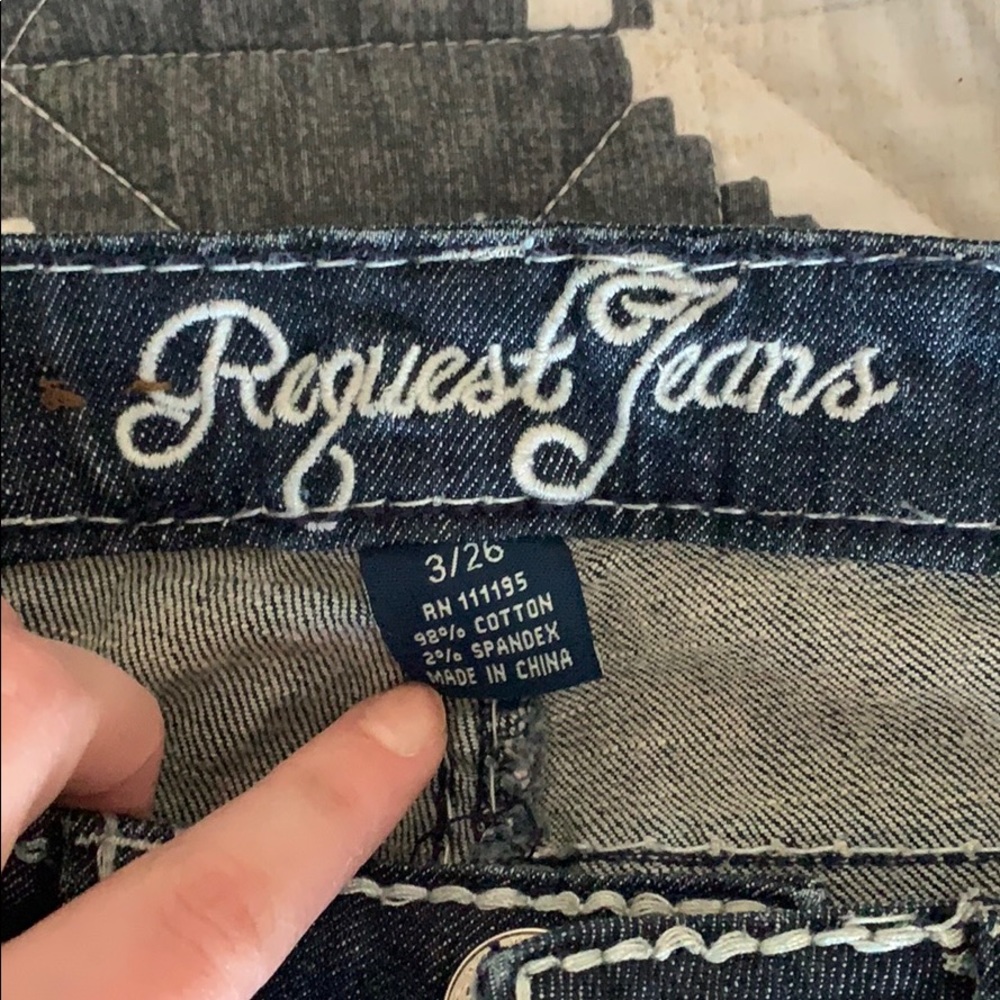 Request Jeans
3/26
RN 111195
98% COTTON
2% SPANDEX
MADE IN CHINA